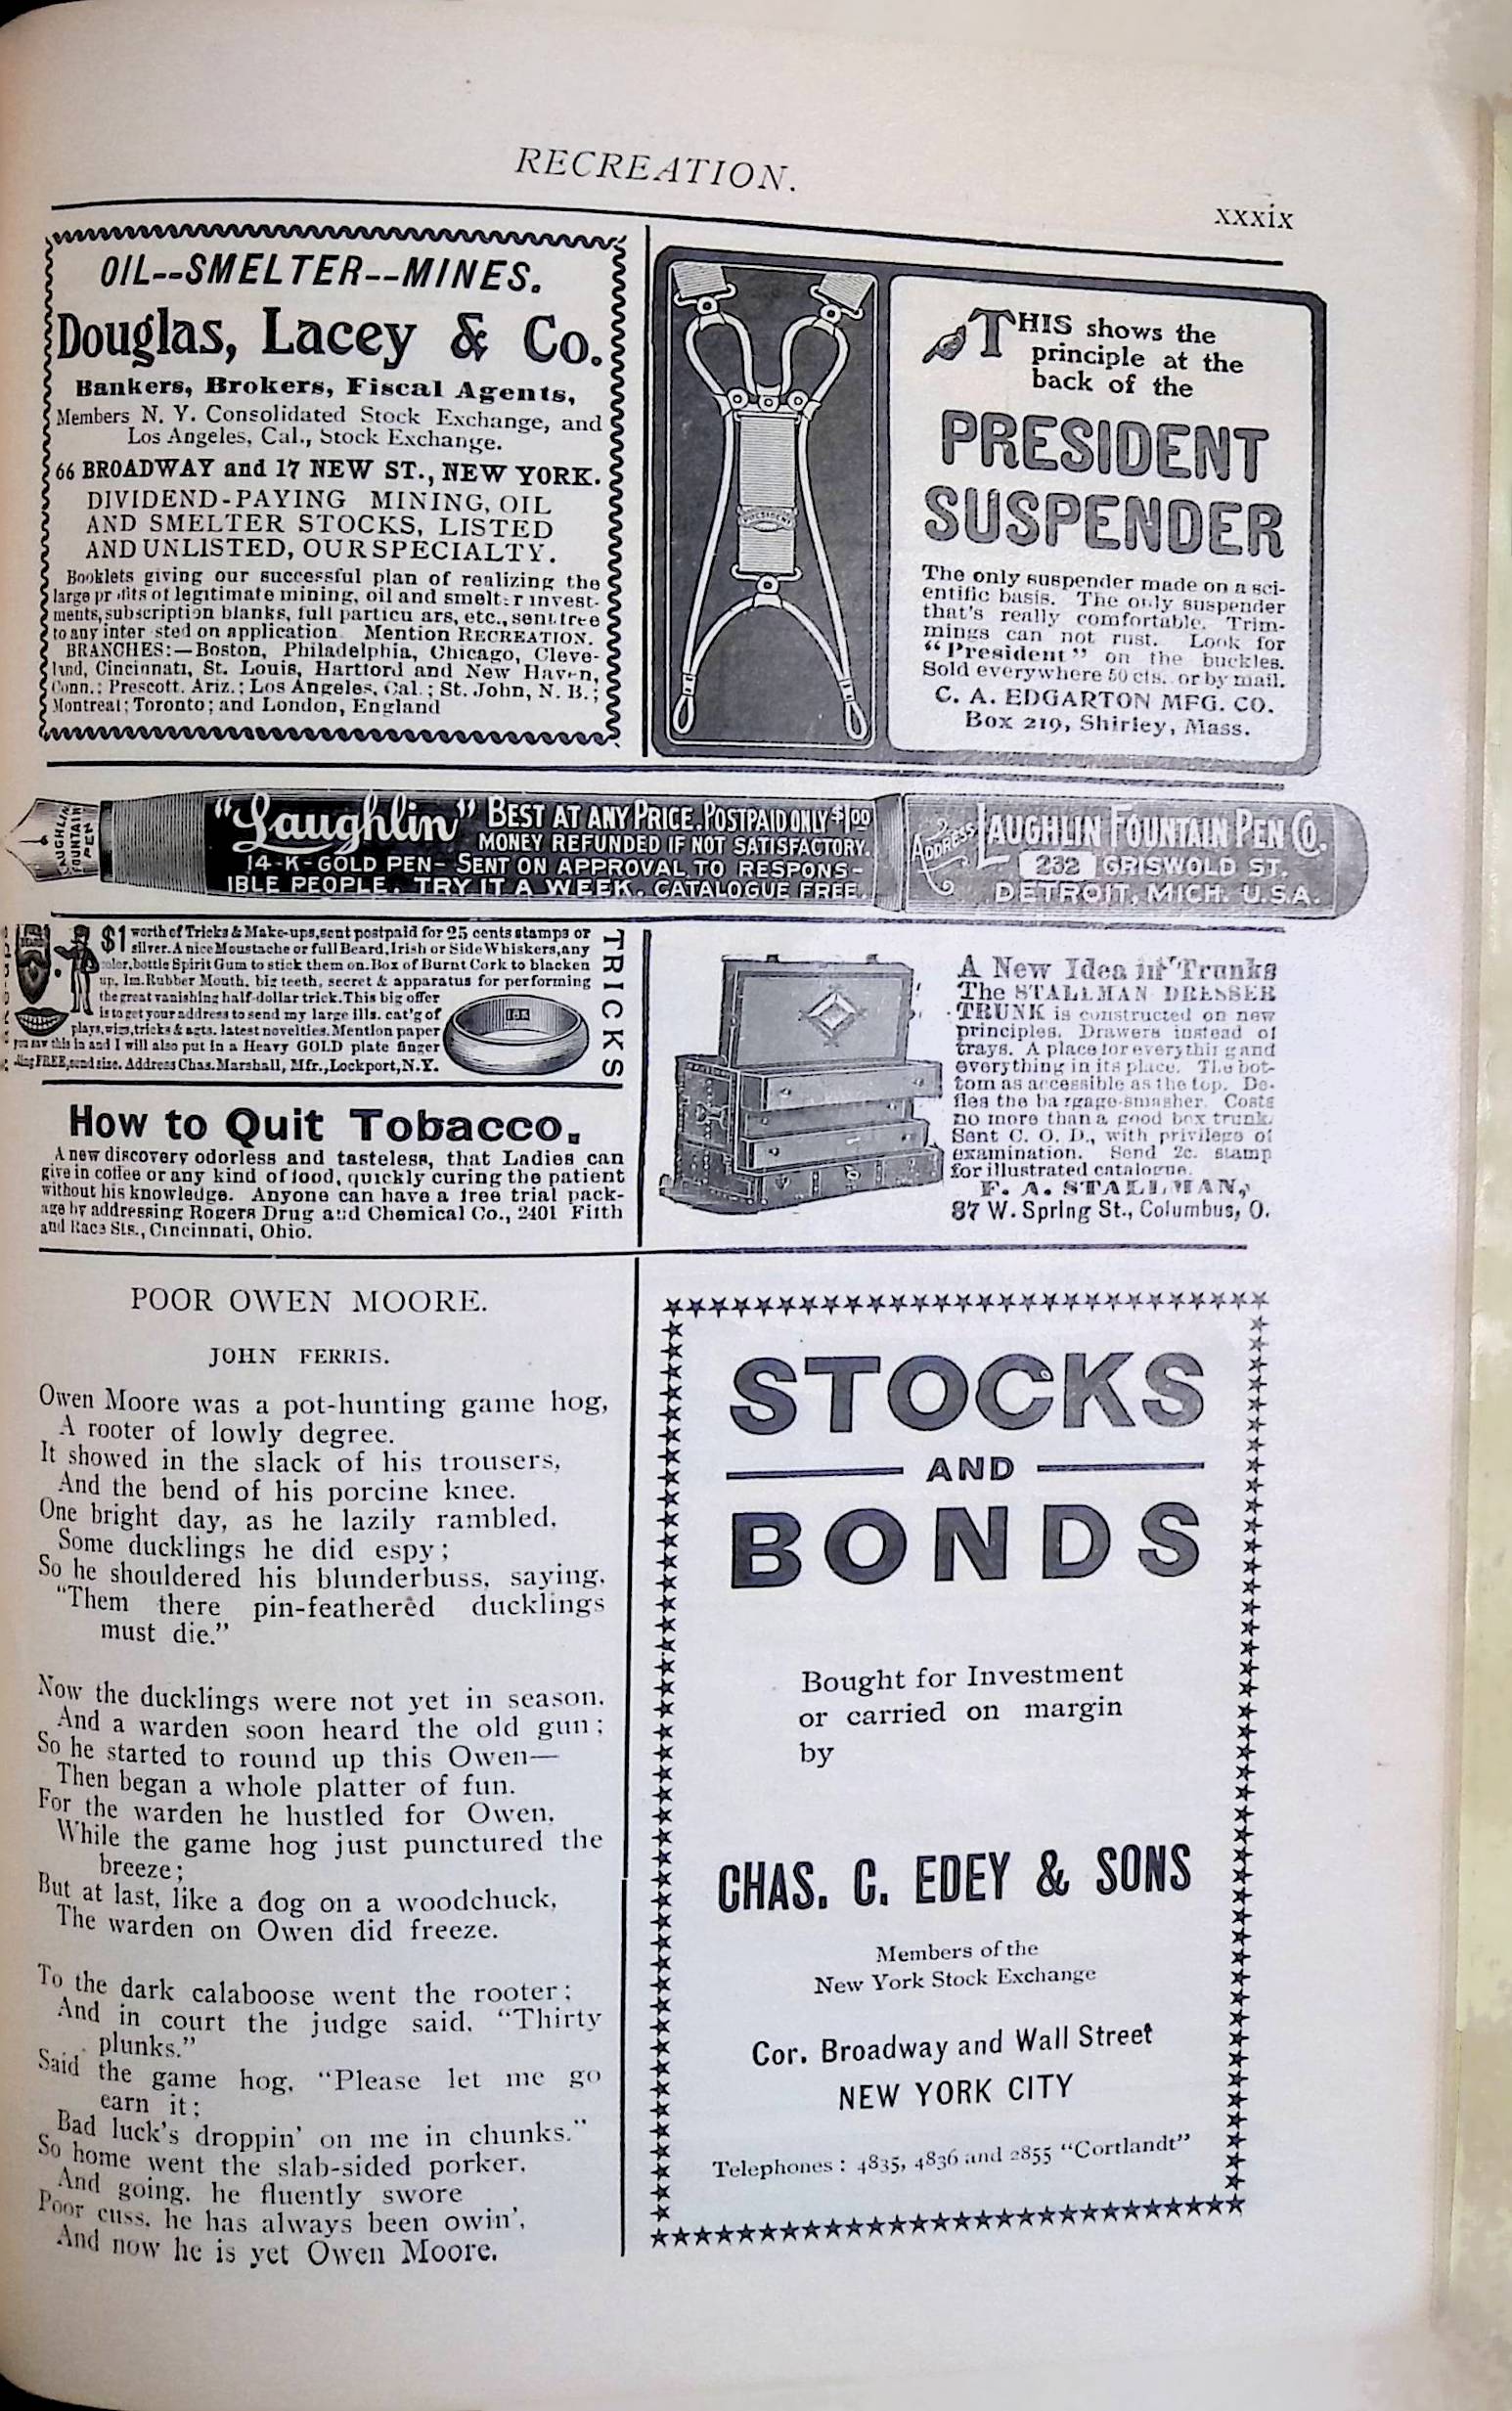 RECREATION.
xxxix
OIL--SMELTER--MINES.
Douglas, Lacey & Co.
Bankers, Brokers, Fiscal Agents,
Members N. Y. Consolidated Stock Exchange, and
Los Angeles, Cal., Stock Exchange.
66 BROADWAY and 17 NEW ST., NEW YORK.
DIVIDEND-PAYING MINING, OIL
AND SMELTER STOCKS, LISTED
AND UNLISTED, OUR SPECIALTY.
Booklets giving our successful plan of realizing the
large pr fits of legitimate mining, oil and smelter invest-
ments, subscription blanks, full particu ars, etc., sent free
to any inter sted on application. Mention RECREATION.
BRANCHES:—Boston, Philadelphia, Chicago, Cleve-
land, Cincinnati, St. Louis, Hartford and New Haven,
Conn.; Prescott, Ariz.; Los Angeles, Cal.; St. John, N. B.;
Montreal; Toronto; and London, England
PRESIDENT
THIS shows the
principle at the
back of the
PRESIDENT
SUSPENDER
The only suspender made on a sci-
entific basis. The only suspender
that's really comfortable. Trim-
mings can not rust. Look for
"President" on the buckles.
Sold everywhere 50 cts. or by mail.
C. A. EDGARTON MFG. CO.
Box 219, Shirley, Mass.
LAUGHLIN
FOUNTAIN
PEN
"Laughlin" BEST AT ANY PRICE. POSTPAID ONLY $1.00
MONEY REFUNDED IF NOT SATISFACTORY.
14-K-GOLD PEN-SENT ON APPROVAL TO RESPONS-
IBLE PEOPLE. TRY IT A WEEK. CATALOGUE FREE.
ADDRESS LAUGHLIN FOUNTAIN PEN CO.
232 GRISWOLD ST.
DETROIT, MICH. U.S.A.
$1 worth of Tricks & Make-ups, sent postpaid for 25 cents stamps or
silver. A nice Moustache or full Beard, Irish or Side Whiskers, any
color, bottle Spirit Gum to stick them on. Box of Burnt Cork to blacken
up, Im. Rubber Mouth, big teeth, secret & apparatus for performing
the great vanishing half-dollar trick. This big offer
is to get your address to send my large ills. cat'g of
plays, wigs, tricks & agts. latest novelties. Mention paper
you saw this in and I will also put in a Heavy GOLD plate finger
Ring FREE, send size. Address Chas. Marshall, Mfr., Lockport, N.Y.
18K
TRICKS
How to Quit Tobacco.
A new discovery odorless and tasteless, that Ladies can
give in coffee or any kind of food, quickly curing the patient
without his knowledge. Anyone can have a free trial pack-
age by addressing Rogers Drug and Chemical Co., 2401 Fifth
and Race Sts., Cincinnati, Ohio.
A New Idea in Trunks
The STALLMAN DRESSER
TRUNK is constructed on new
principles. Drawers instead of
trays. A place for everything and
everything in its place. The bot-
tom as accessible as the top. De-
fies the baggage-smasher. Costs
no more than a good box trunk.
Sent C. O. D., with privilege of
examination. Send 2c. stamp
for illustrated catalogue.
F. A. STALLMAN,
87 W. Spring St., Columbus, O.
POOR OWEN MOORE.
JOHN FERRIS.
Owen Moore was a pot-hunting game hog,
A rooter of lowly degree.
It showed in the slack of his trousers,
And the bend of his porcine knee.
One bright day, as he lazily rambled,
Some ducklings he did espy;
So he shouldered his blunderbuss, saying,
"Them there pin-feathered ducklings
must die."
Now the ducklings were not yet in season,
And a warden soon heard the old gun;
So he started to round up this Owen—
Then began a whole platter of fun.
For the warden he hustled for Owen,
While the game hog just punctured the
breeze;
But at last, like a dog on a woodchuck,
The warden on Owen did freeze.
To the dark calaboose went the rooter;
And in court the judge said, "Thirty
plunks."
Said the game hog, "Please let me go
earn it;
Bad luck's droppin' on me in chunks."
So home went the slab-sided porker,
And going, he fluently swore
Poor cuss, he has always been owin',
And now he is yet Owen Moore.
STOCKS
AND
BONDS
Bought for Investment
or carried on margin
by
CHAS. C. EDEY & SONS
Members of the
New York Stock Exchange
Cor. Broadway and Wall Street
NEW YORK CITY
Telephones: 4835, 4836 and 2855 "Cortlandt"